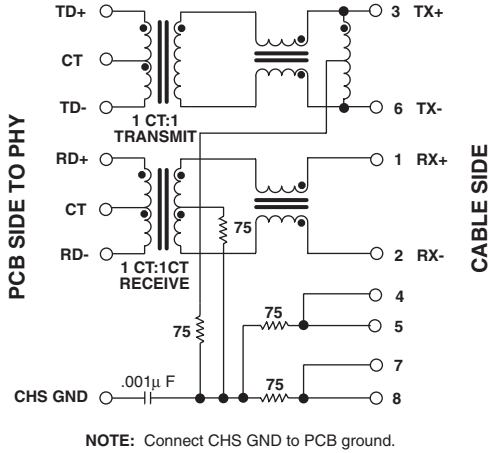 TD+
3 TX+
CT
TD-
6 TX-
1 CT:1
TRANSMIT
RD+
1 RX+
CT
75
RD-
2 RX-
1 CT:1CT
RECEIVE
PCB SIDE TO PHY
CABLE SIDE
4
75
75
5
7
.001μ F
75
CHS GND
8
NOTE: Connect CHS GND to PCB ground.